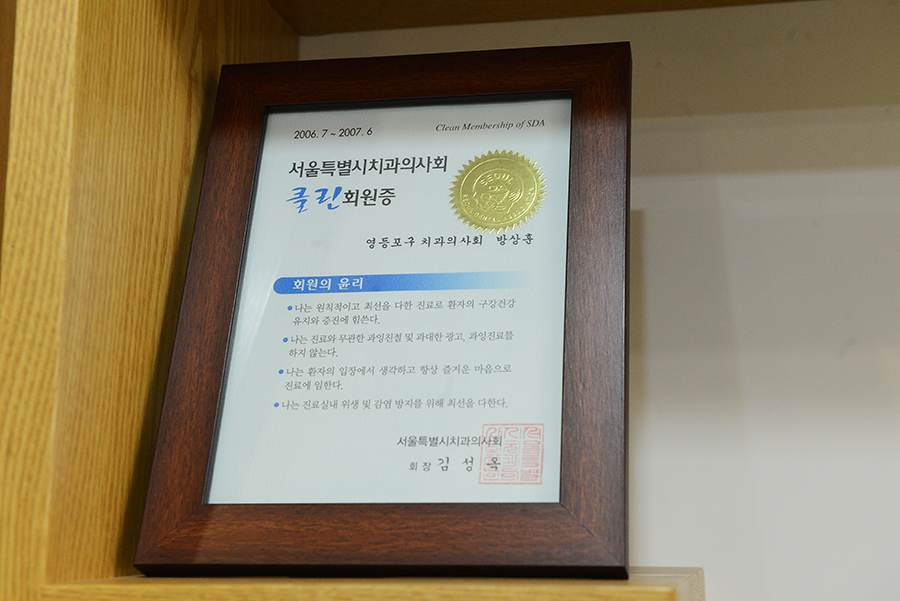 2006. 7 ~ 2007. 6
Clean Membership of SDA
서울특별시치과의사회
클린회원증
SEOUL
영등포구 치과의사회 방상훈
회원의 윤리
• 나는 원칙적이고 최선을 다한 진료로 환자의 구강건강
유지와 증진에 힘쓴다.
• 나는 진료와 무관한 과잉친절 및 과대한 광고, 과잉진료를
하지 않는다.
• 나는 환자의 입장에서 생각하고 항상 즐거운 마음으로
진료에 임한다.
• 나는 진료실내 위생 및 감염 방지를 위해 최선을 다한다.
서울특별시치과의사회
회장 김성옥